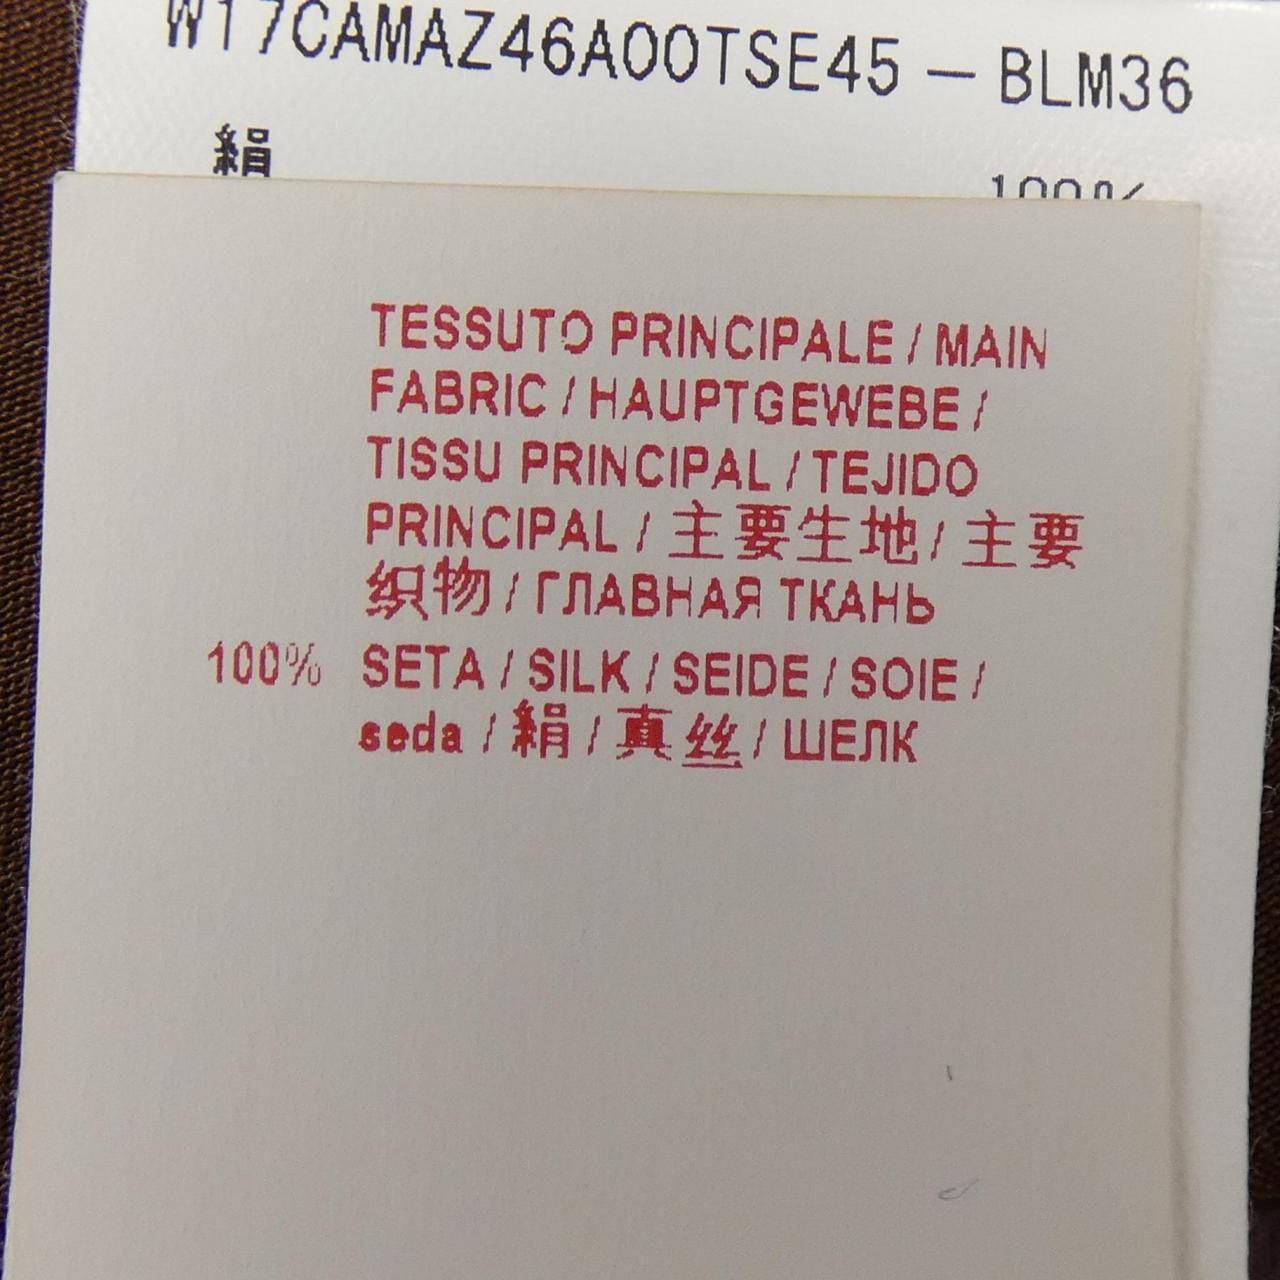 W17CAMAZ46A00TSE45 – BLM36
絹
100%
TESSUTO PRINCIPALE / MAIN
FABRIC / HAUPTGEWEBE /
TISSU PRINCIPAL / TEJIDO
PRINCIPAL / 主要生地 / 主要
织物 / ГЛАВНАЯ ТКАНЬ
100% SETA / SILK / SEIDE / SOIE /
seda / 絹 / 真丝 / ШЕЛК